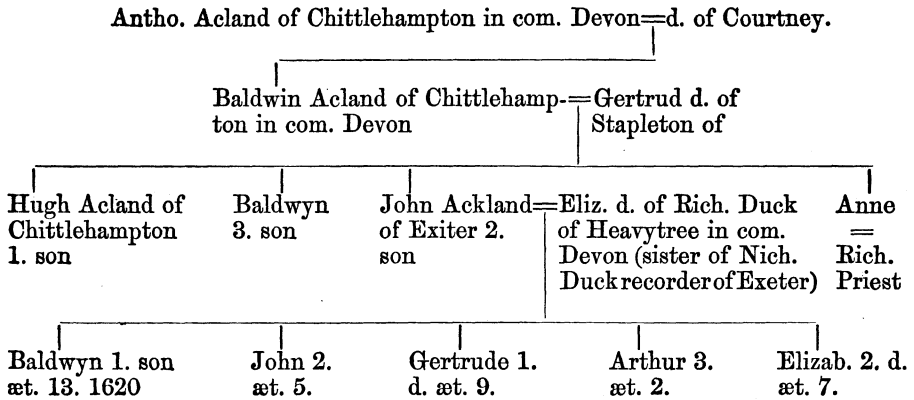 Antho. Acland of Chittlehampton in com. Devon=d. of Courtney.
Baldwin Acland of Chittlehamp-=Gertrud d. of
ton in com. Devon Stapleton of
Hugh Acland of
Chittlehampton
1. son
Baldwyn
3. son
John Ackland=Eliz. d. of Rich. Duck
of Exiter 2. of Heavytree in com.
son Devon (sister of Nich.
Duck recorder of Exeter)
Anne
=
Rich.
Priest
Baldwyn 1. son
æt. 13. 1620
John 2.
æt. 5.
Gertrude 1.
d. æt. 9.
Arthur 3.
æt. 2.
Elizab. 2. d.
æt. 7.